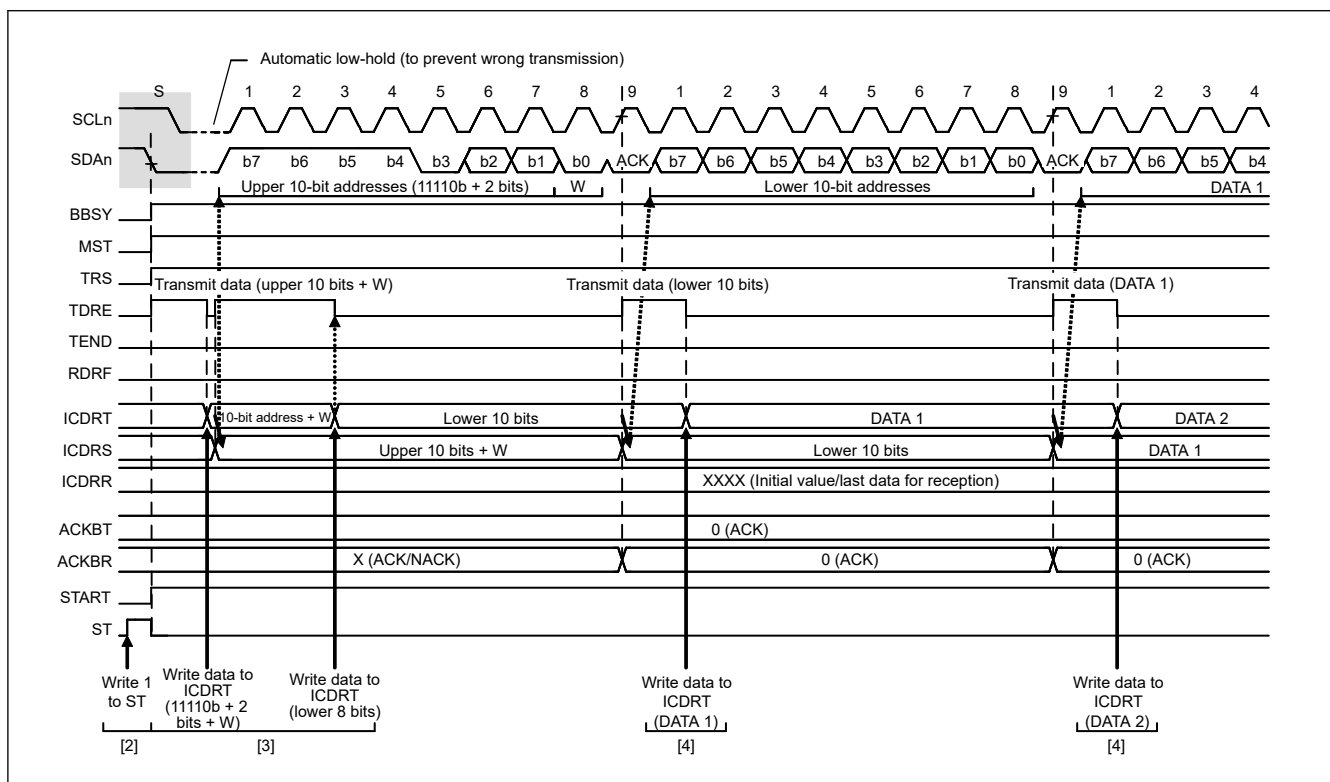 Automatic low-hold (to prevent wrong transmission)
S 1 2 3 4 5 6 7 8 9 1 2 3 4 5 6 7 8 9 1 2 3 4
SCLn
SDAn b7 b6 b5 b4 b3 b2 b1 b0 ACK b7 b6 b5 b4 b3 b2 b1 b0 ACK b7 b6 b5 b4
Upper 10-bit addresses (11110b + 2 bits) W Lower 10-bit addresses DATA 1
BBSY
MST
TRS
Transmit data (upper 10 bits + W) Transmit data (lower 10 bits) Transmit data (DATA 1)
TDRE
TEND
RDRF
ICDRT 10-bit address + W Lower 10 bits DATA 1 DATA 2
ICDRS Upper 10 bits + W Lower 10 bits DATA 1
ICDRR XXXX (Initial value/last data for reception)
ACKBT 0 (ACK)
ACKBR X (ACK/NACK) 0 (ACK) 0 (ACK)
START
ST
Write 1
to ST
Write data to
ICDRT
(11110b + 2
bits + W)
Write data to
ICDRT
(lower 8 bits)
Write data to
ICDRT
(DATA 1)
Write data to
ICDRT
(DATA 2)
[2] [3] [4] [4]